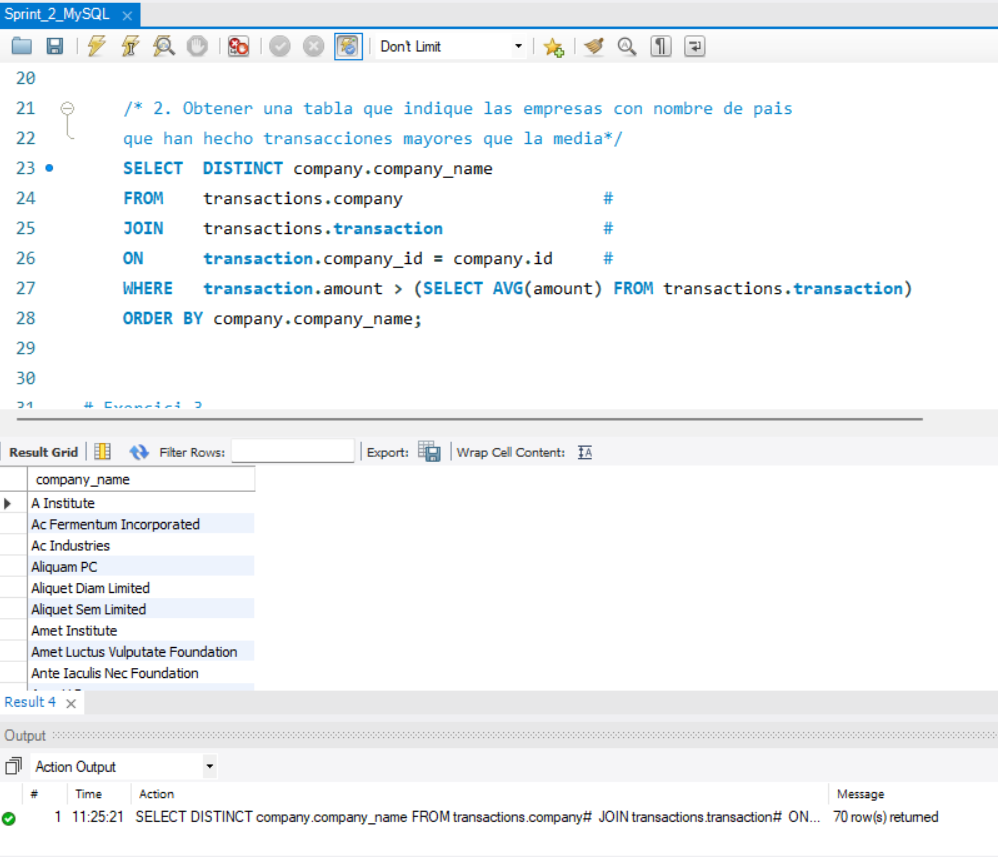 Sprint_2_MySQL ×
Don't Limit
20
21 /* 2. Obtener una tabla que indique las empresas con nombre de pais
22 que han hecho transacciones mayores que la media*/
23 SELECT DISTINCT company.company_name
24 FROM transactions.company #
25 JOIN transactions.transaction #
26 ON transaction.company_id = company.id #
27 WHERE transaction.amount > (SELECT AVG(amount) FROM transactions.transaction)
28 ORDER BY company.company_name;
29
30
31 # Exercici 3
Result Grid Filter Rows: Export: Wrap Cell Content: IA
company_name
A Institute
Ac Fermentum Incorporated
Ac Industries
Aliquam PC
Aliquet Diam Limited
Aliquet Sem Limited
Amet Institute
Amet Luctus Vulputate Foundation
Ante Iaculis Nec Foundation
Result 4 ×
Output
Action Output
# Time Action Message
1 11:25:21 SELECT DISTINCT company.company_name FROM transactions.company# JOIN transactions.transaction# ON... 70 row(s) returned